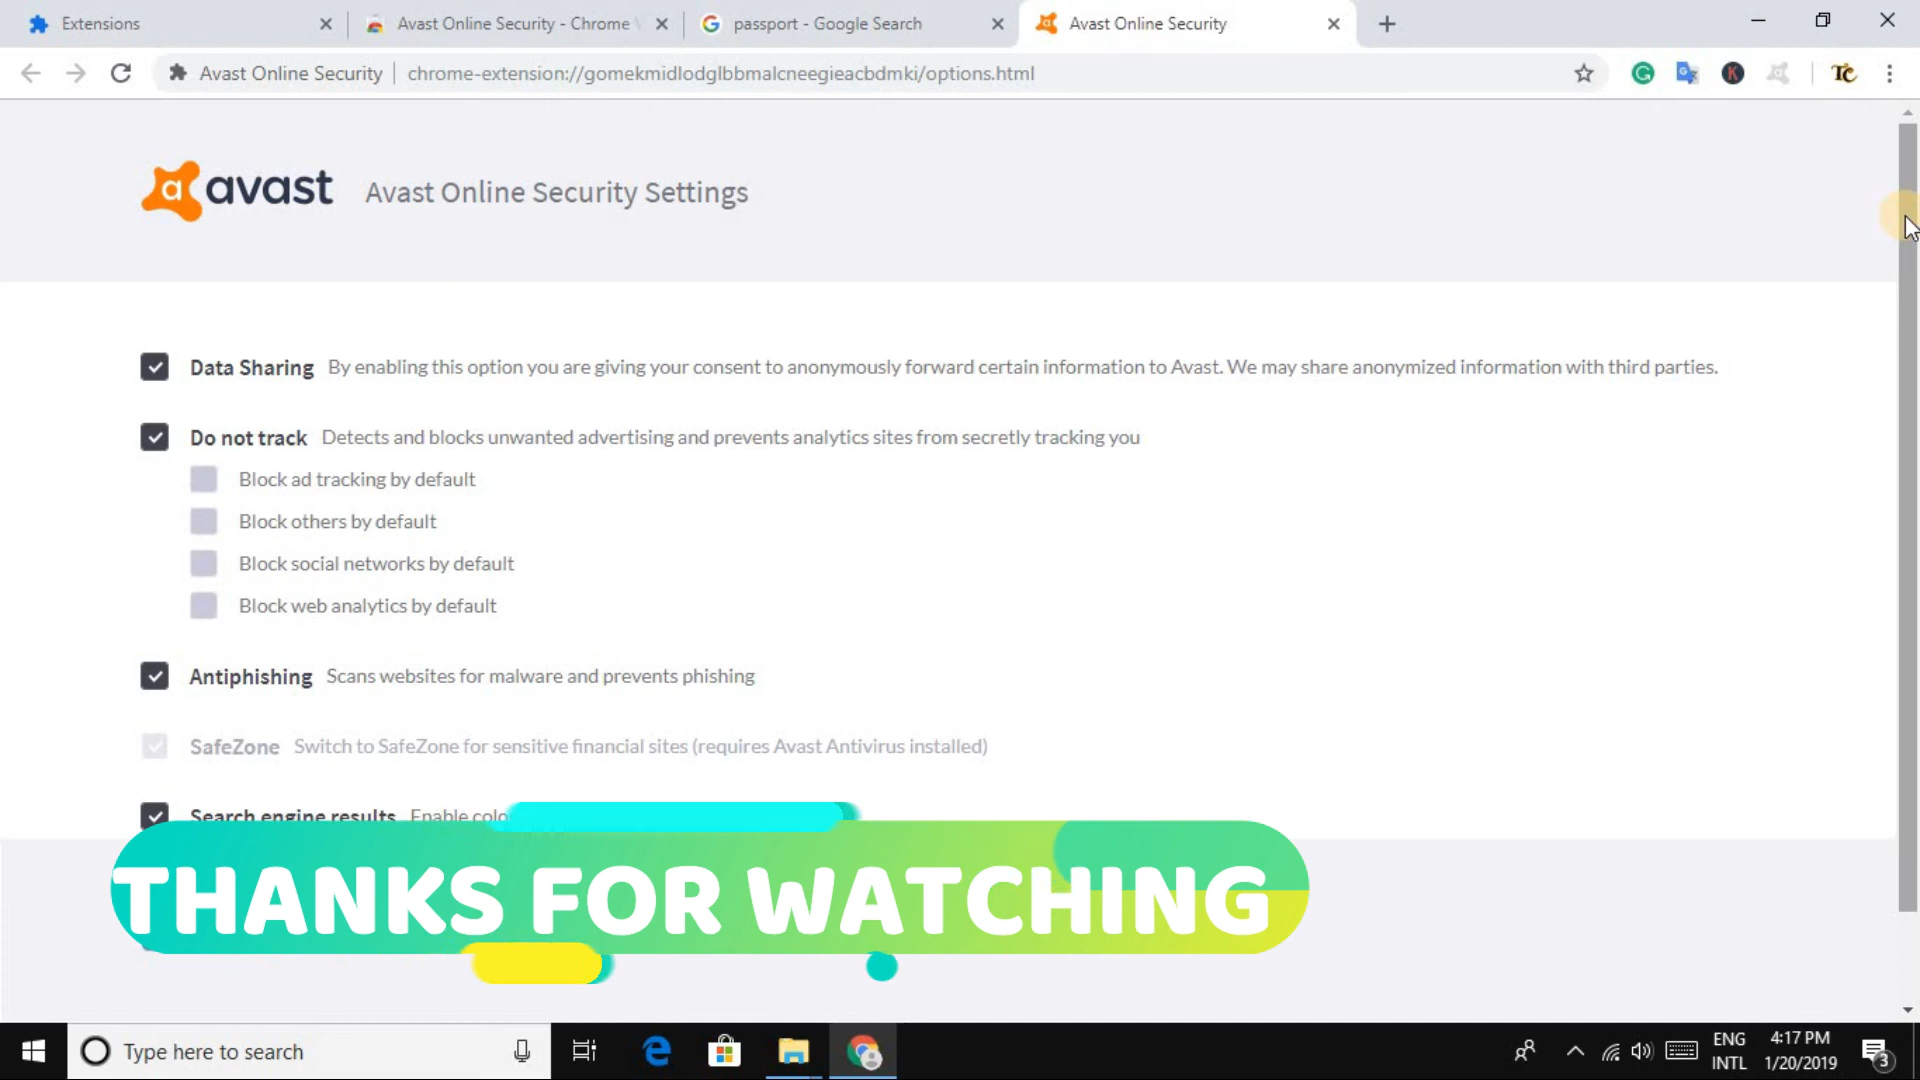 Extensions
Avast Online Security - Chrome
passport - Google Search
Avast Online Security
Avast Online Security
chrome-extension://gomekmidlodglbbmalcneegieacbdmki/options.html
avast
Avast Online Security Settings
Data Sharing By enabling this option you are giving your consent to anonymously forward certain information to Avast. We may share anonymized information with third parties.
Do not track Detects and blocks unwanted advertising and prevents analytics sites from secretly tracking you
Block ad tracking by default
Block others by default
Block social networks by default
Block web analytics by default
Antiphishing Scans websites for malware and prevents phishing
SafeZone Switch to SafeZone for sensitive financial sites (requires Avast Antivirus installed)
Search engine results Enable
THANKS FOR WATCHING
Type here to search
ENG
INTL
4:17 PM
1/20/2019
3